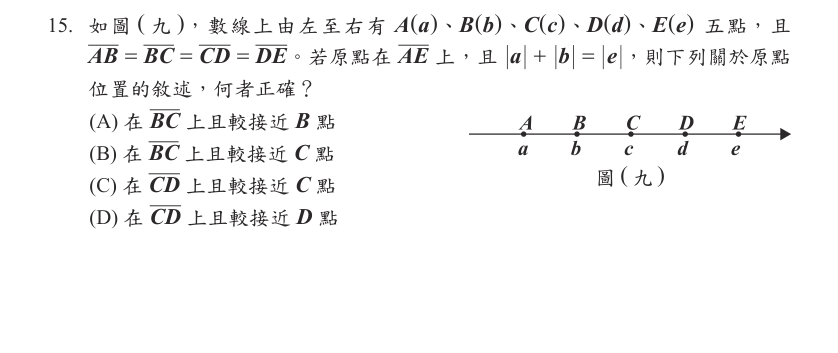 15. 如圖(九)，數線上由左至右有 A(a)、B(b)、C(c)、D(d)、E(e) 五點，且
AB = BC = CD = DE。若原點在 AE 上，且 |a| + |b| = |e|，則下列關於原點
位置的敘述，何者正確？
(A) 在 BC 上且較接近 B 點
(B) 在 BC 上且較接近 C 點
(C) 在 CD 上且較接近 C 點
(D) 在 CD 上且較接近 D 點
A B C D E
a b c d e
圖(九)